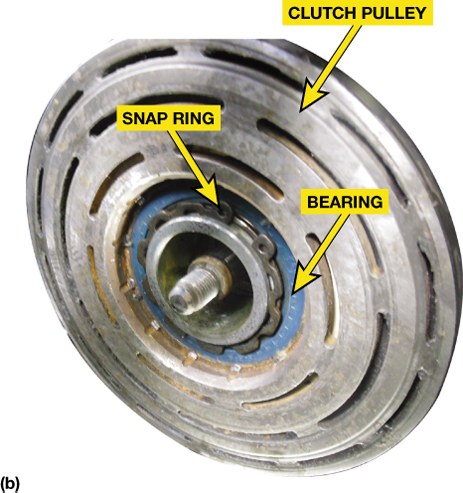 CLUTCH PULLEY
SNAP RING
BEARING
(b)